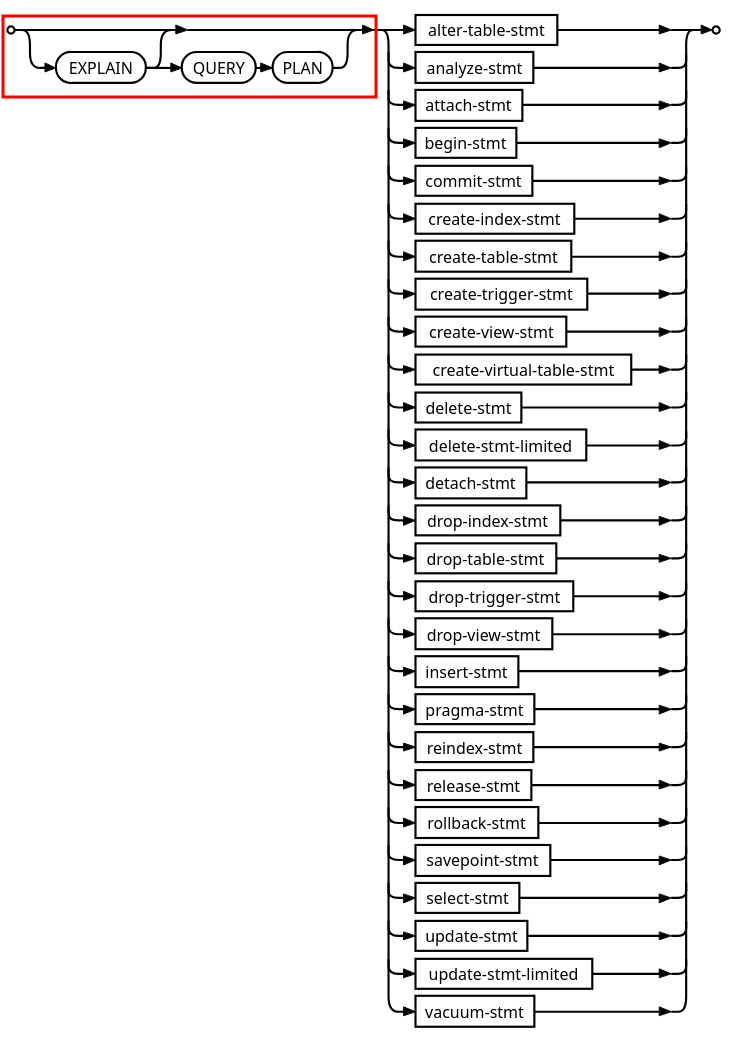 EXPLAIN QUERY PLAN
alter-table-stmt
analyze-stmt
attach-stmt
begin-stmt
commit-stmt
create-index-stmt
create-table-stmt
create-trigger-stmt
create-view-stmt
create-virtual-table-stmt
delete-stmt
delete-stmt-limited
detach-stmt
drop-index-stmt
drop-table-stmt
drop-trigger-stmt
drop-view-stmt
insert-stmt
pragma-stmt
reindex-stmt
release-stmt
rollback-stmt
savepoint-stmt
select-stmt
update-stmt
update-stmt-limited
vacuum-stmt